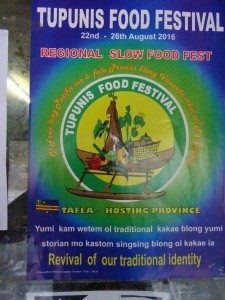 TUPUNIS FOOD FESTIVAL
22nd - 26th August 2016
REGIONAL SLOW FOOD FEST
TUPUNIS FOOD FESTIVAL
TAFEA HOSTING PROVINCE
Yumi kam wetem ol traditional kakae blong yumi
storian mo kastom singsing blong ol kakae ia
Revival of our traditional identity